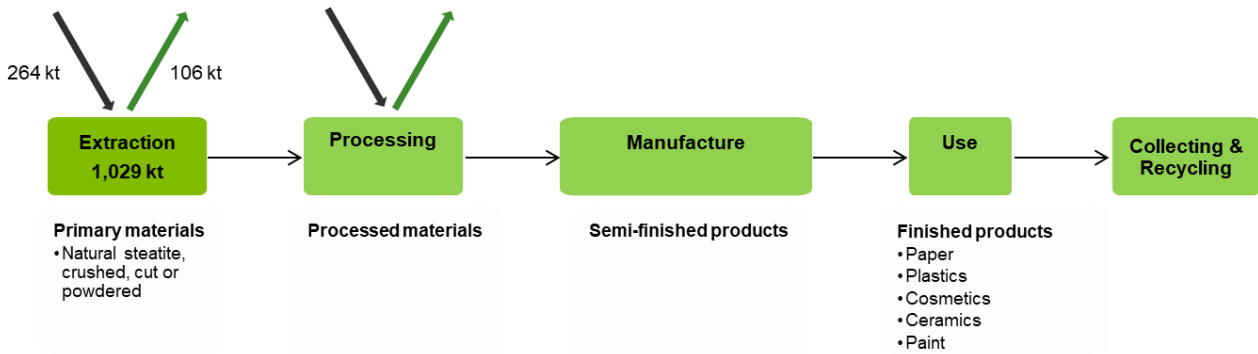 264 kt
106 kt
Extraction
1,029 kt
Processing
Manufacture
Use
Collecting &
Recycling
Primary materials
•Natural steatite,
crushed, cut or
powdered
Processed materials
Semi-finished products
Finished products
•Paper
•Plastics
•Cosmetics
•Ceramics
•Paint